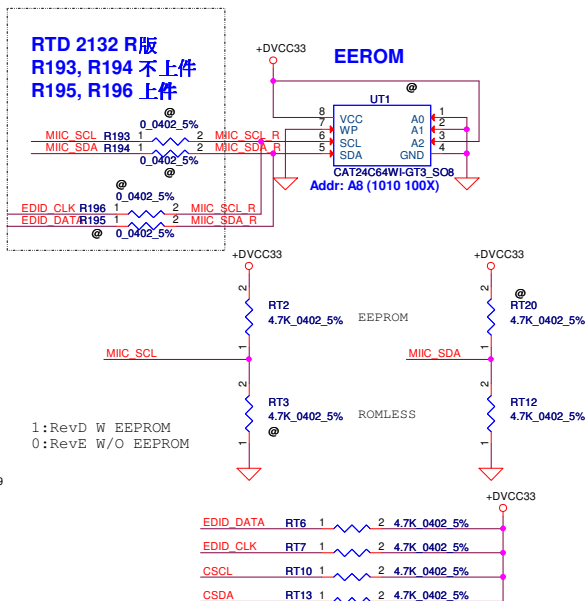 RTD 2132 R版
R193, R194 不上件
R195, R196 上件
+DVCC33
EEROM
@
UT1
8 VCC A0 1
7 WP A1 2
6 SCL A2 3
5 SDA GND 4
CAT24C64WI-GT3_SO8
Addr: A8 (1010 100X)
@
0_0402_5%
MIIC_SCL R193 1 2 MIIC_SCL_R
MIIC_SDA R194 1 2 MIIC_SDA_R
0_0402_5%
@
@
0_0402_5%
EDID_CLK R196 1 2 MIIC_SCL_R
EDID_DATA R195 1 2 MIIC_SDA_R
@ 0_0402_5%
+DVCC33
2
RT2
4.7K_0402_5%
EEPROM
1
MIIC_SCL
2
RT3
4.7K_0402_5%
ROMLESS
@
1
+DVCC33
2
@
RT20
4.7K_0402_5%
1
MIIC_SDA
2
RT12
4.7K_0402_5%
1
1:RevD W EEPROM
0:RevE W/O EEPROM
9
+DVCC33
EDID_DATA RT6 1 2 4.7K_0402_5%
EDID_CLK RT7 1 2 4.7K_0402_5%
CSCL RT10 1 2 4.7K_0402_5%
CSDA RT13 1 2 4.7K_0402_5%